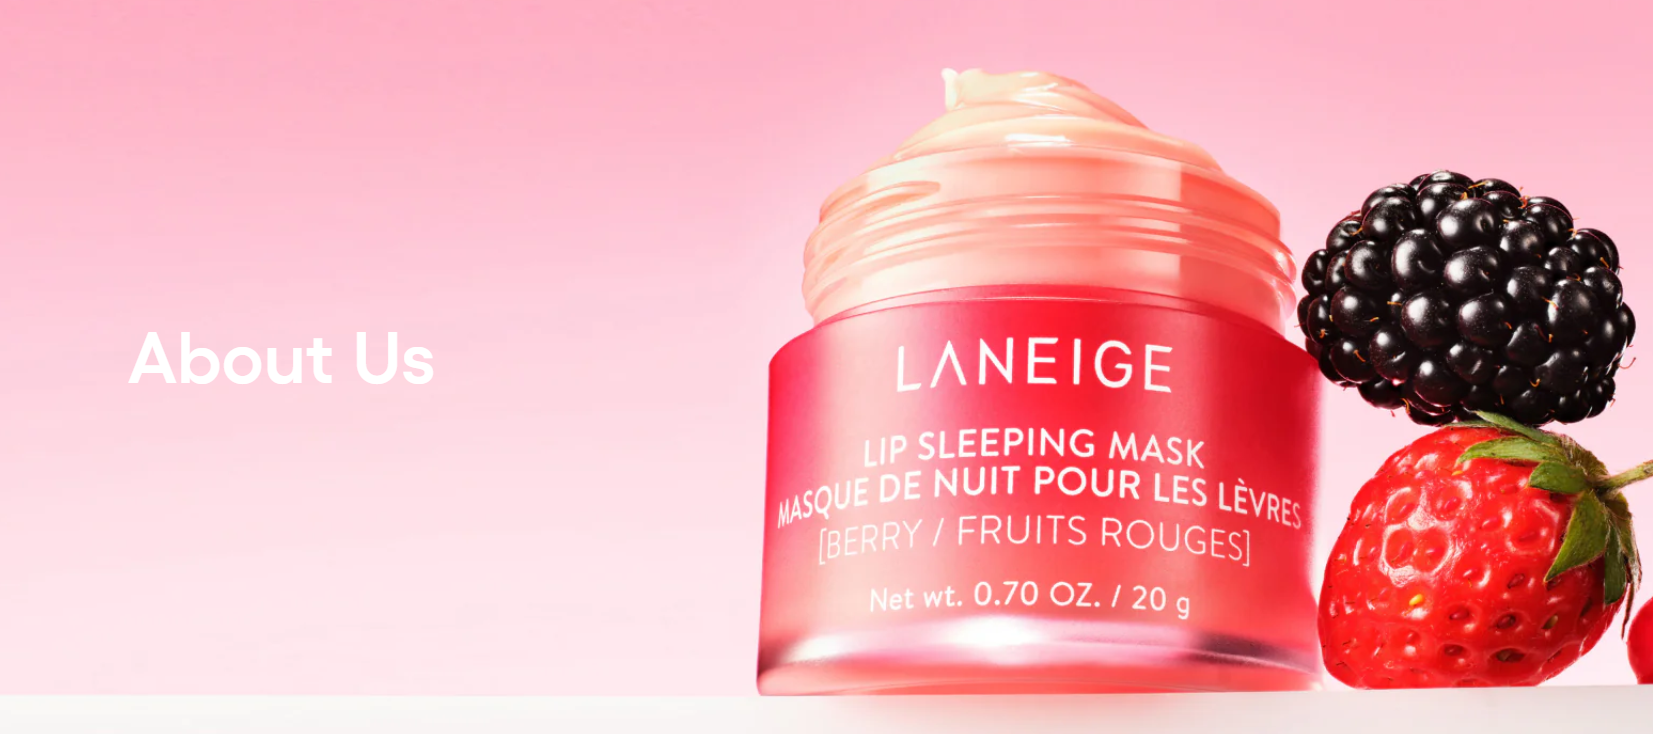 About Us
LANEIGE
LIP SLEEPING MASK
MASQUE DE NUIT POUR LES LÈVRES
[BERRY / FRUITS ROUGES]
Net wt. 0.70 OZ. / 20 g